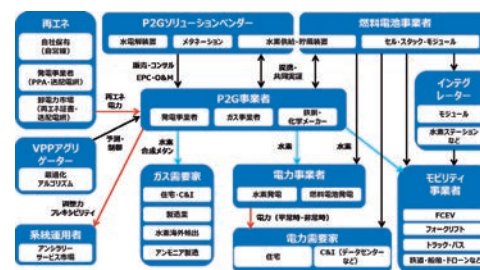 再エネ
自社保有
(自営線)
発電事業者
(PPA・送配電網)
卸電力市場
(再エネ証書・
送配電網)
VPPアグリ
ゲーター
最適化
アルゴリズム
系統運用者
アンシラリー
サービス市場
再エネ
電力
予測・
制御
調整力
フレキシビリティ
P2Gソリューションベンダー
水電解装置
メタネーション
水素供給・貯蔵装置
販売・コンサル
EPC・O&M
提携・
共同実証
P2G事業者
発電事業者
ガス事業者
鉄鋼・
化学メーカー
水素
合成メタン
水素
水素
ガス需要家
住宅・C&I
製造業
水素海外輸出
アンモニア製造
電力事業者
水素発電
燃料電池発電
電力（平常時・非常時）
電力需要家
住宅
C&I（データセンター
など）
燃料電池事業者
セル・スタック・モジュール
インテグ
レーター
モジュール
水素ステーション
など
モビリティ
事業者
FCEV
フォークリフト
トラック・バス
鉄道・船舶・ドローンなど